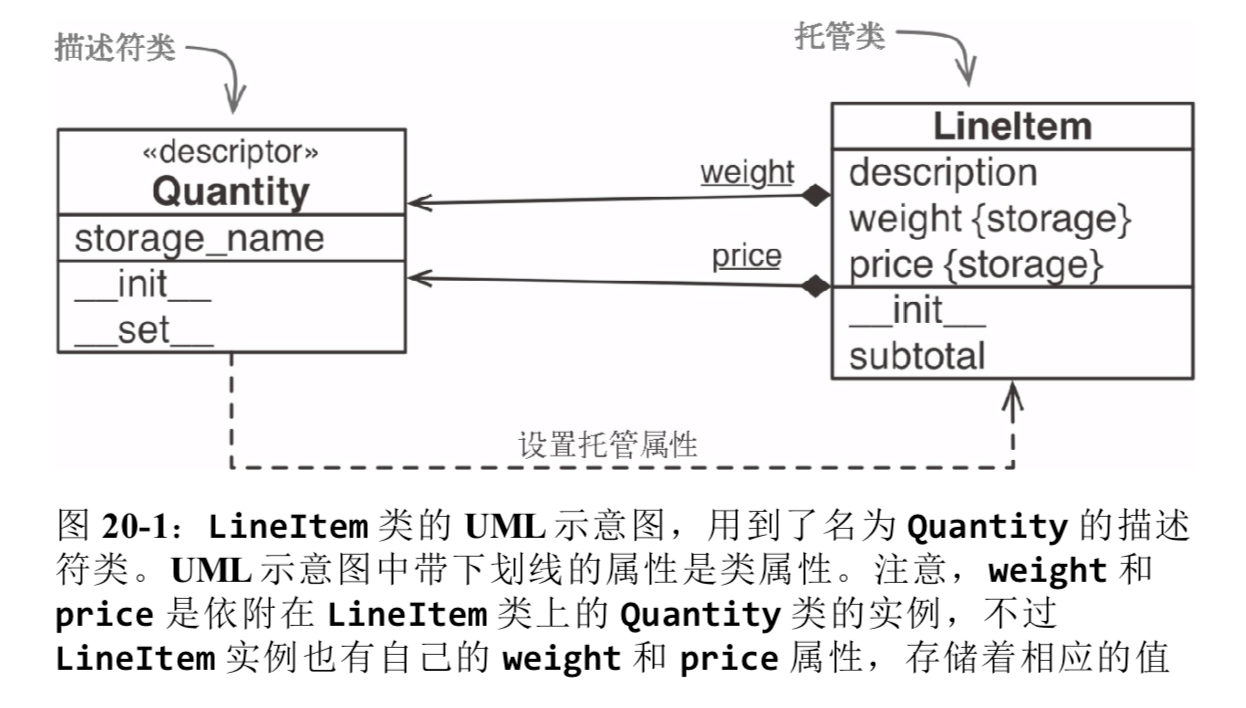 描述符类
托管类
«descriptor»
Quantity
storage_name
__init__
__set__
weight
price
LineItem
description
weight {storage}
price {storage}
__init__
subtotal
设置托管属性
图 20-1：LineItem 类的 UML 示意图，用到了名为 Quantity 的描述
符类。UML 示意图中带下划线的属性是类属性。注意，weight 和
price 是依附在 LineItem 类上的 Quantity 类的实例，不过
LineItem 实例也有自己的 weight 和 price 属性，存储着相应的值